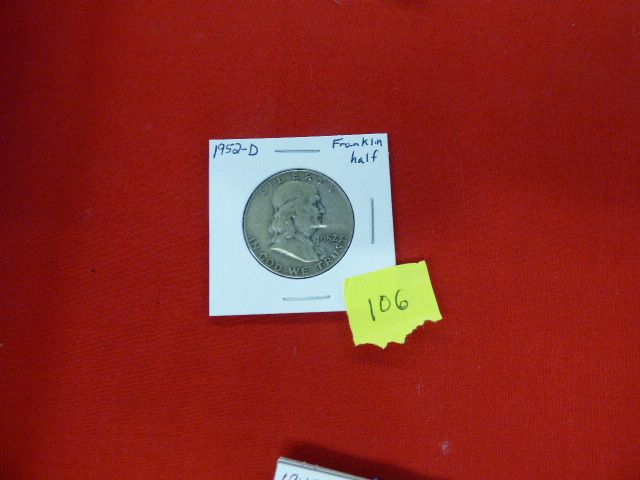 1952-D
Franklin
half
LIBERTY
1952
IN GOD WE TRUST
106